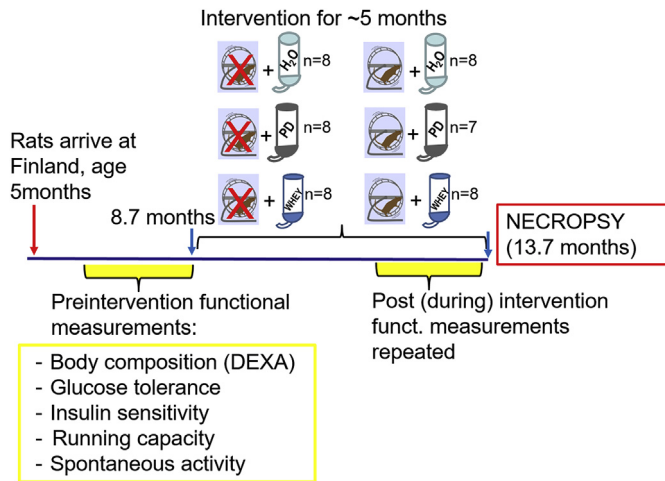 Intervention for ~5 months
H₂O n=8 H₂O n=8
+ +
PD n=8 PD n=7
+ +
WHEY n=8 WHEY n=8
+ +
Rats arrive at
Finland, age
5months
8.7 months
NECROPSY
(13.7 months)
Preintervention functional
measurements:
- Body composition (DEXA)
- Glucose tolerance
- Insulin sensitivity
- Running capacity
- Spontaneous activity
Post (during) intervention
funct. measurements
repeated